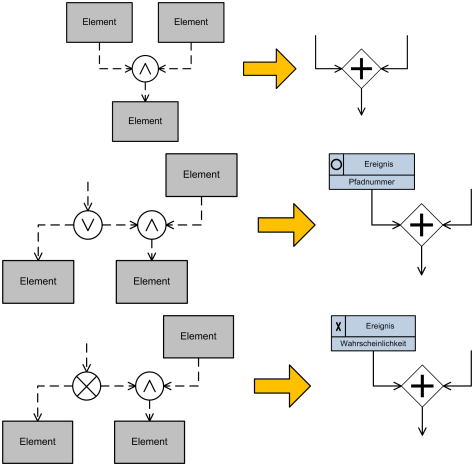 Element
Element
Element
Element
Ereignis
Pfadnummer
Element
Element
Element
Ereignis
Wahrscheinlichkeit
Element
Element